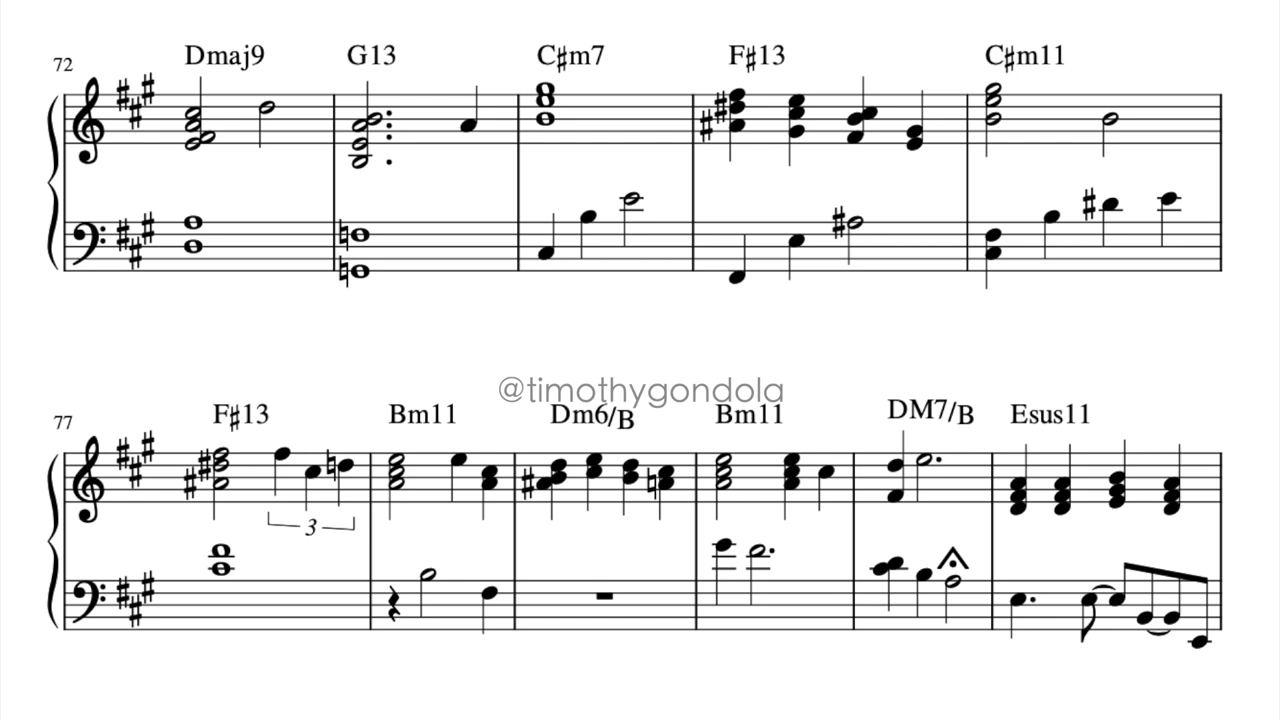 72 Dmaj9 G13 C♯m7 F♯13 C♯m11
@timothygondola
77 F♯13 Bm11 Dm6/B Bm11 DM7/B Esus11
3